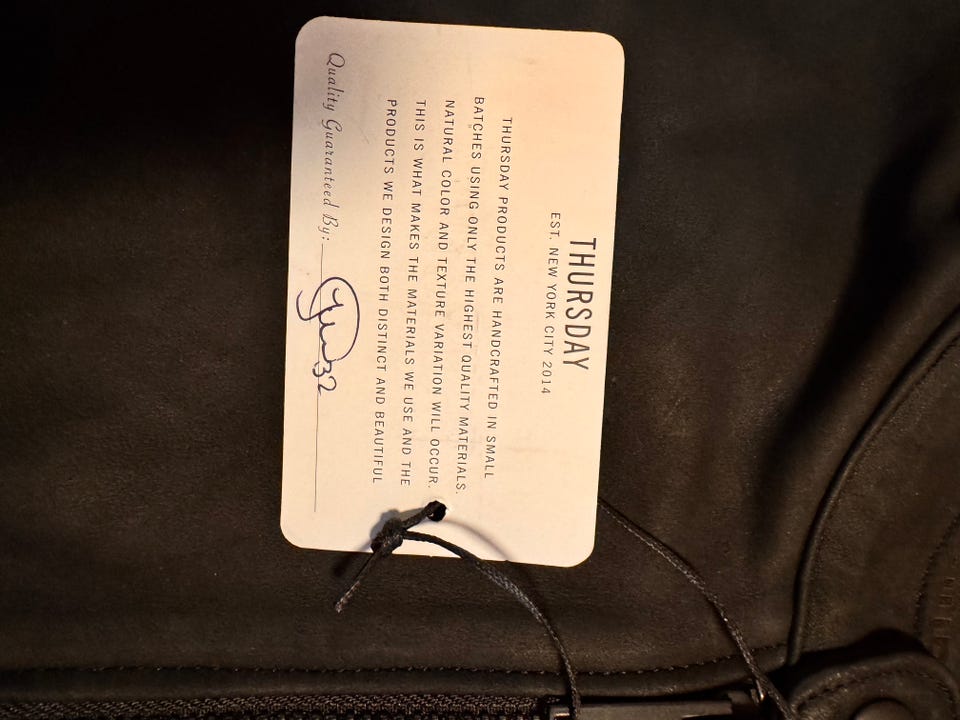 THURSDAY
EST. NEW YORK CITY 2014
THURSDAY PRODUCTS ARE HANDCRAFTED IN SMALL
BATCHES USING ONLY THE HIGHEST QUALITY MATERIALS.
NATURAL COLOR AND TEXTURE VARIATION WILL OCCUR.
THIS IS WHAT MAKES THE MATERIALS WE USE AND THE
PRODUCTS WE DESIGN BOTH DISTINCT AND BEAUTIFUL
Quality Guaranteed By: 32